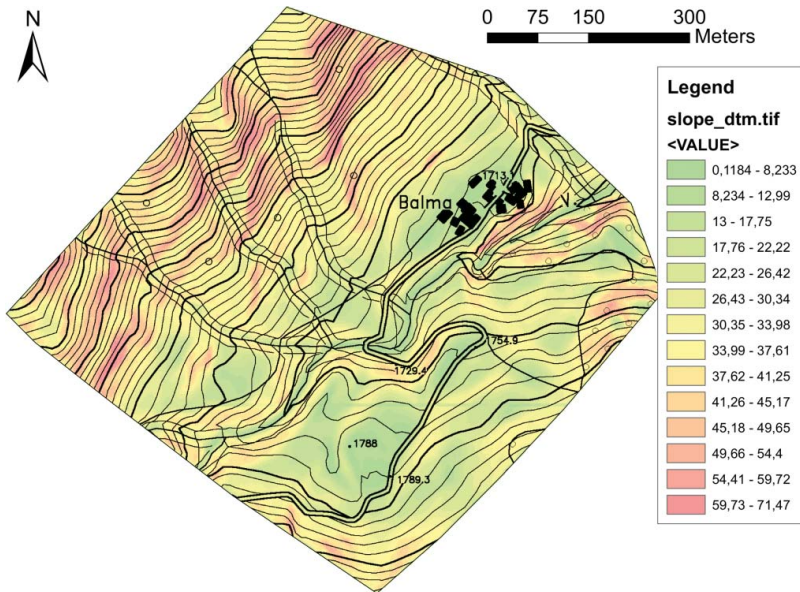 N
0 75 150 300
Meters
Legend
slope_dtm.tif
<VALUE>
0,1184 - 8,233
8,234 - 12,99
13 - 17,75
17,76 - 22,22
22,23 - 26,42
26,43 - 30,34
30,35 - 33,98
33,99 - 37,61
37,62 - 41,25
41,26 - 45,17
45,18 - 49,65
49,66 - 54,4
54,41 - 59,72
59,73 - 71,47
1713.1
Balma
1754.9
1729.4
1788
1789.3